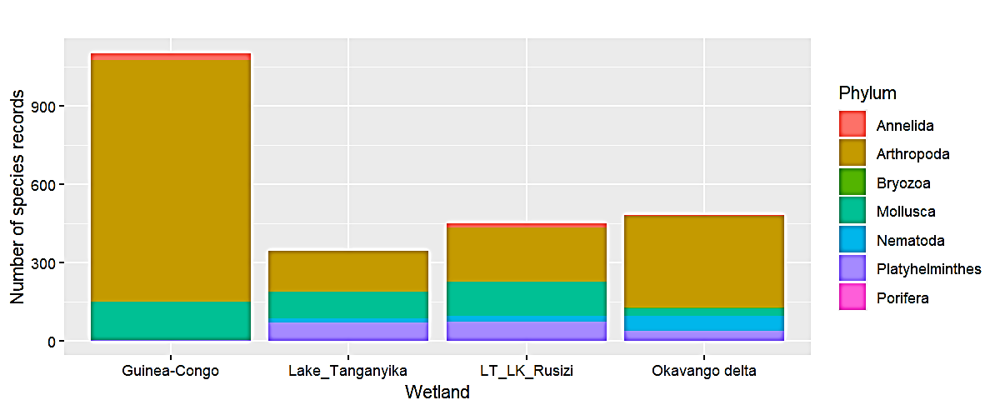 Number of species records
900
600
300
0
Guinea-Congo
Lake_Tanganyika
LT_LK_Rusizi
Okavango delta
Wetland
Phylum
Annelida
Arthropoda
Bryozoa
Mollusca
Nematoda
Platyhelminthes
Porifera